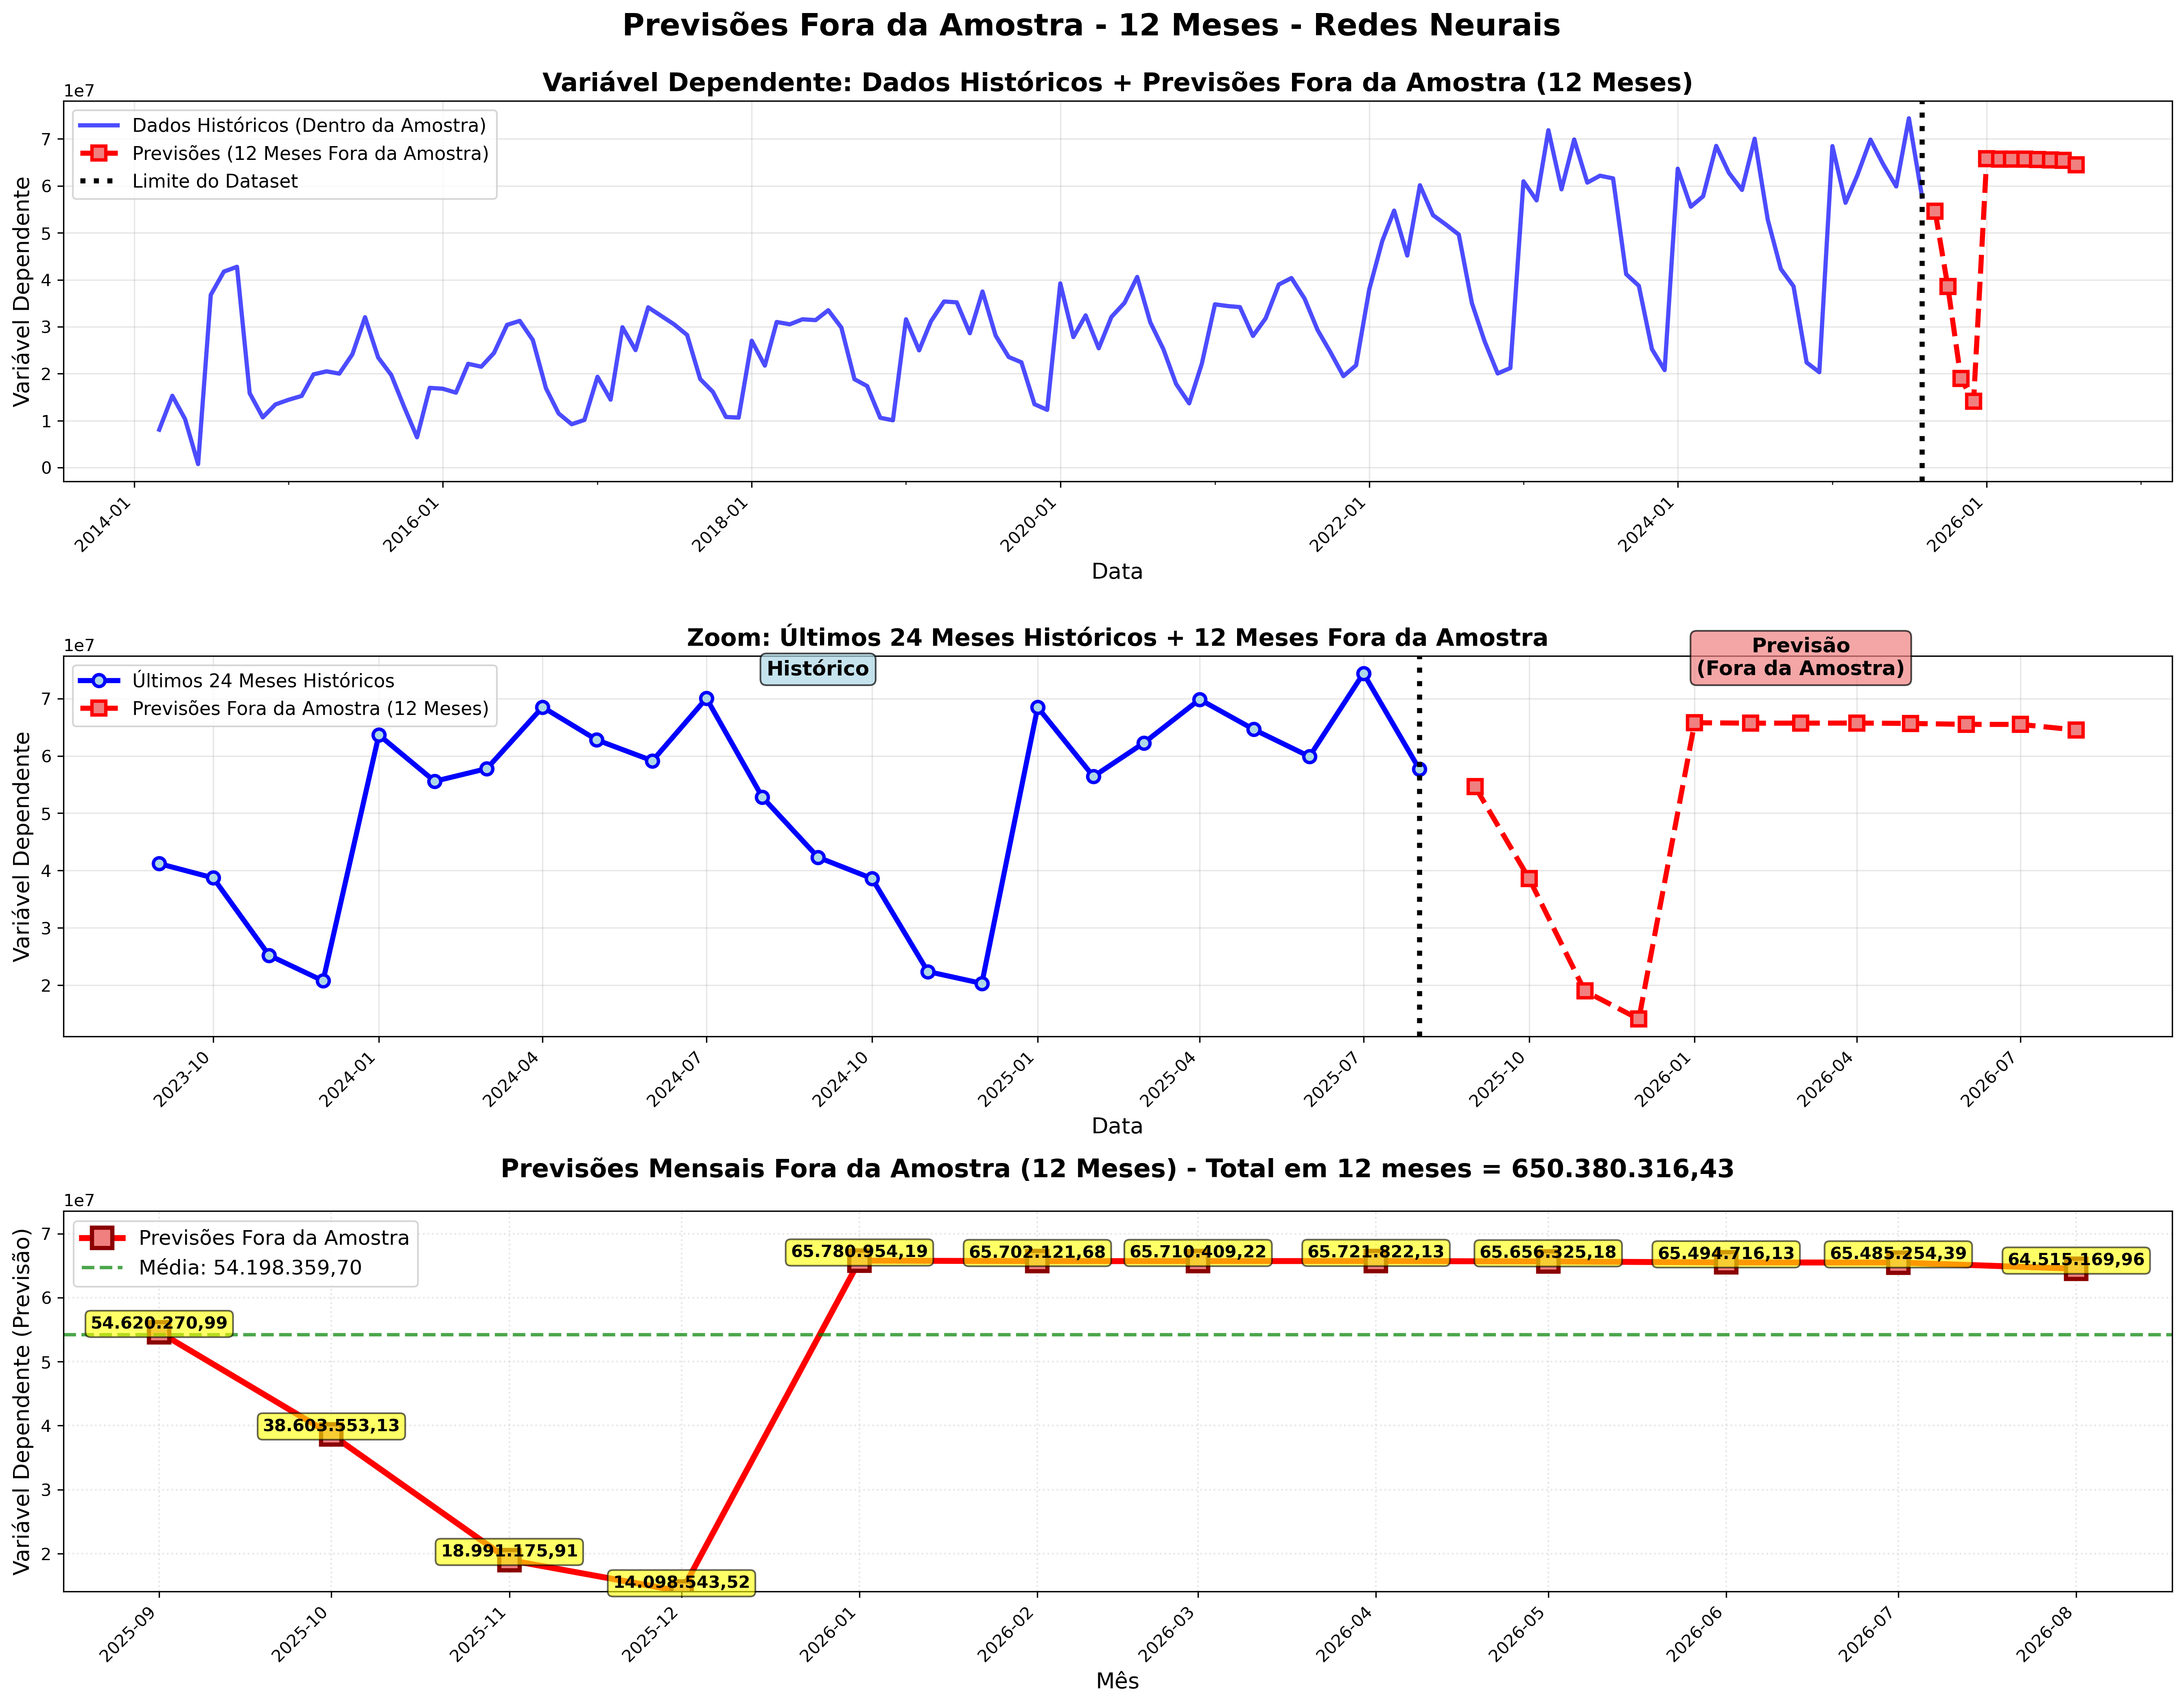 Previsões Fora da Amostra - 12 Meses - Redes Neurais
Variável Dependente: Dados Históricos + Previsões Fora da Amostra (12 Meses)
1e7
Dados Históricos (Dentro da Amostra)
Previsões (12 Meses Fora da Amostra)
Limite do Dataset
Variável Dependente
7
6
5
4
3
2
1
0
2014-01
2016-01
2018-01
2020-01
2022-01
2024-01
2026-01
Data
Zoom: Últimos 24 Meses Históricos + 12 Meses Fora da Amostra
1e7
Últimos 24 Meses Históricos
Previsões Fora da Amostra (12 Meses)
Histórico
Previsão
(Fora da Amostra)
Variável Dependente
7
6
5
4
3
2
2023-10
2024-01
2024-04
2024-07
2024-10
2025-01
2025-04
2025-07
2025-10
2026-01
2026-04
2026-07
Data
Previsões Mensais Fora da Amostra (12 Meses) - Total em 12 meses = 650.380.316,43
1e7
Previsões Fora da Amostra
Média: 54.198.359,70
Variável Dependente (Previsão)
7
6
5
4
3
2
54.620.270,99
38.603.553,13
18.991.175,91
14.098.543,52
65.780.954,19
65.702.121,68
65.710.409,22
65.721.822,13
65.656.325,18
65.494.716,13
65.485.254,39
64.515.169,96
2025-09
2025-10
2025-11
2025-12
2026-01
2026-02
2026-03
2026-04
2026-05
2026-06
2026-07
2026-08
Mês